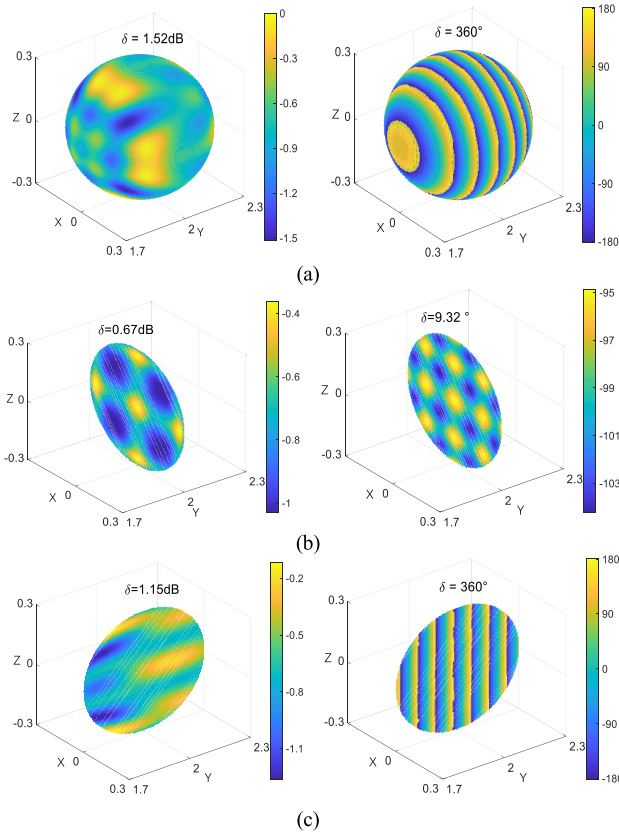 δ = 1.52dB
0
-0.3
-0.6
-0.9
-1.2
-1.5
0.3
Z 0
-0.3
X 0
0.3 1.7
2 Y
2.3
δ = 360°
180
90
0
-90
-180
0.3
Z 0
-0.3
X 0
0.3 1.7
2 Y
2.3
(a)
δ=0.67dB
-0.4
-0.6
-0.8
-1
0.3
Z 0
-0.3
X 0
0.3 1.7
2
Y
2.3
δ=9.32 °
-95
-97
-99
-101
-103
0.3
Z 0
-0.3
X 0
0.3 1.7
2
Y
2.3
(b)
δ=1.15dB
-0.2
-0.5
-0.8
-1.1
0.3
Z 0
-0.3
X 0
0.3 1.7
2
Y
2.3
δ = 360°
180
90
0
-90
-180
0.3
Z 0
-0.3
X 0
0.3 1.7
2
Y
2.3
(c)